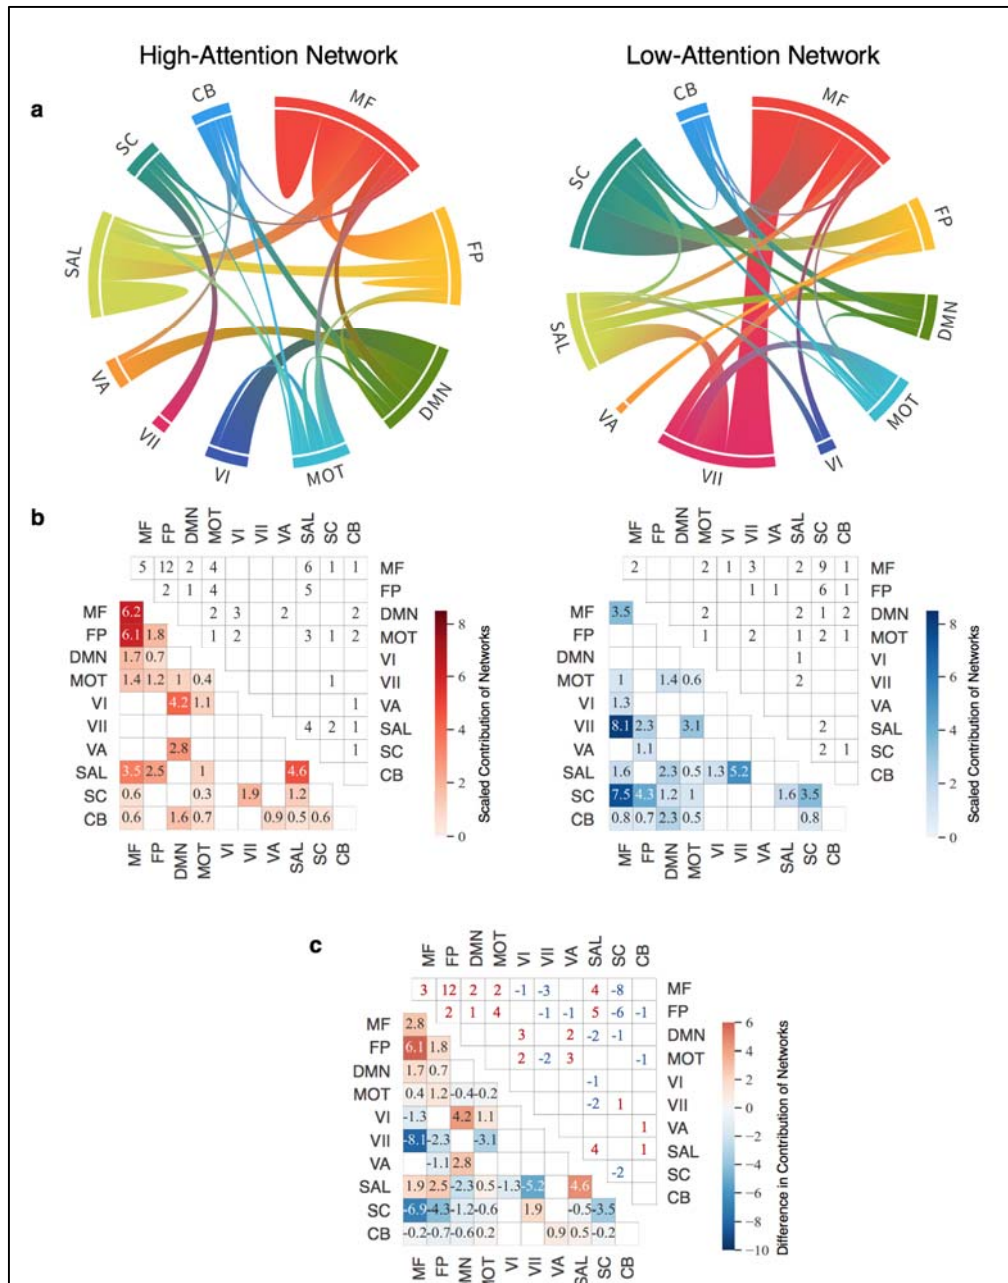 High-Attention Network
Low-Attention Network
a
CB
MF
SC
FP
SAL
VA
DMN
VII
VI
MOT
CB
MF
SC
FP
SAL
DMN
VA
MOT
VII
VI
b
MF FP DMN MOT VI VII VA SAL SC CB
5 12 2 4 6 1 1 MF
2 1 4 5 FP
MF 6.2 2 3 2 2 DMN
FP 6.1 1.8 1 2 3 1 2 MOT
DMN 1.7 0.7 VI
MOT 1.4 1.2 1 0.4 1 VII
VI 4.2 1.1 1 VA
VII 4 2 1 SAL
VA 2.8 1 SC
SAL 3.5 2.5 1 4.6 CB
SC 0.6 0.3 1.9 1.2
CB 0.6 1.6 0.7 0.9 0.5 0.6
MF FP DMN MOT VI VII VA SAL SC CB
8
6
4
2
0
Scaled Contribution of Networks
MF FP DMN MOT VI VII VA SAL SC CB
2 2 1 3 2 9 1 MF
1 1 6 1 FP
MF 3.5 2 2 1 2 DMN
FP 1 2 1 2 1 MOT
DMN 1 VI
MOT 1 1.4 0.6 2 VII
VI 1.3 VA
VII 8.1 2.3 3.1 2 SAL
VA 1.1 2 1 SC
SAL 1.6 2.3 0.5 1.3 5.2 CB
SC 7.5 4.3 1.2 1 1.6 3.5
CB 0.8 0.7 2.3 0.5 0.8
MF FP DMN MOT VI VII VA SAL SC CB
8
6
4
2
0
Scaled Contribution of Networks
c
MF FP DMN MOT VI VII VA SAL SC CB
3 12 2 2 -1 -3 4 -8 MF
2 1 4 -1 -1 5 -6 -1 FP
MF 2.8 3 2 -2 -1 DMN
FP 6.1 1.8 2 -2 3 -1 MOT
DMN 1.7 0.7 -1 VI
MOT 0.4 1.2 -0.4 -0.2 -2 1 VII
VI -1.3 4.2 1.1 1 VA
VII -8.1 -2.3 -3.1 4 1 SAL
VA -1.1 2.8 -2 SC
SAL 1.9 2.5 -2.3 0.5 -1.3 -5.2 4.6 CB
SC -6.9 -4.3 -1.2 -0.6 1.9 -0.5 -3.5
CB -0.2 -0.7 -0.6 0.2 0.9 0.5 -0.2
MF FP MN VI VII VA SAL SC CB
6
4
2
0
-2
-4
-6
-8
-10
Difference in Contribution of Networks